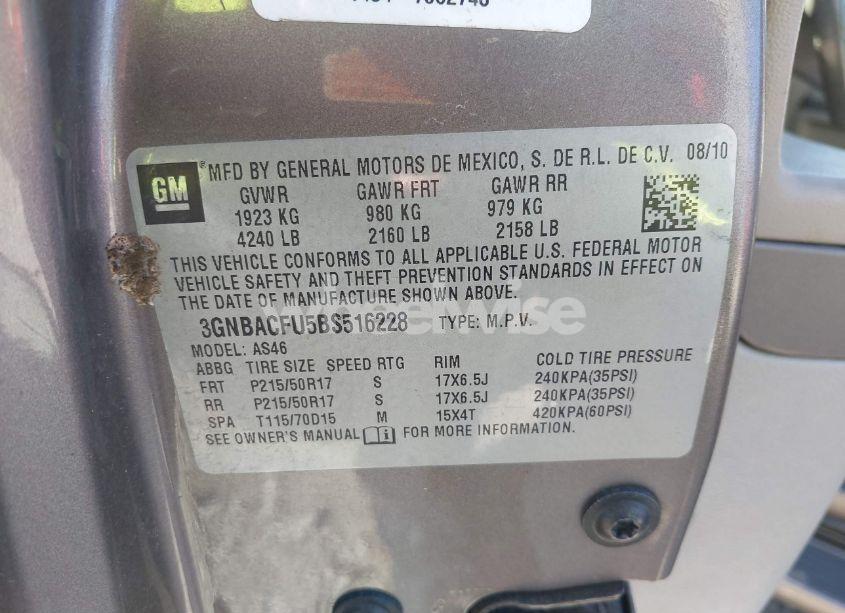 GM
MFD BY GENERAL MOTORS DE MEXICO, S. DE R.L. DE C.V. 08/10
GVWR GAWR FRT GAWR RR
1923 KG 980 KG 979 KG
4240 LB 2160 LB 2158 LB
THIS VEHICLE CONFORMS TO ALL APPLICABLE U.S. FEDERAL MOTOR
VEHICLE SAFETY AND THEFT PREVENTION STANDARDS IN EFFECT ON
THE DATE OF MANUFACTURE SHOWN ABOVE.
3GNBACFU5BS516228 TYPE: M.P.V.
MODEL: AS46
ABBG TIRE SIZE SPEED RTG RIM COLD TIRE PRESSURE
FRT P215/50R17 S 17X6.5J 240KPA(35PSI)
RR P215/50R17 S 17X6.5J 240KPA(35PSI)
SPA T115/70D15 M 15X4T 420KPA(60PSI)
SEE OWNER'S MANUAL FOR MORE INFORMATION.